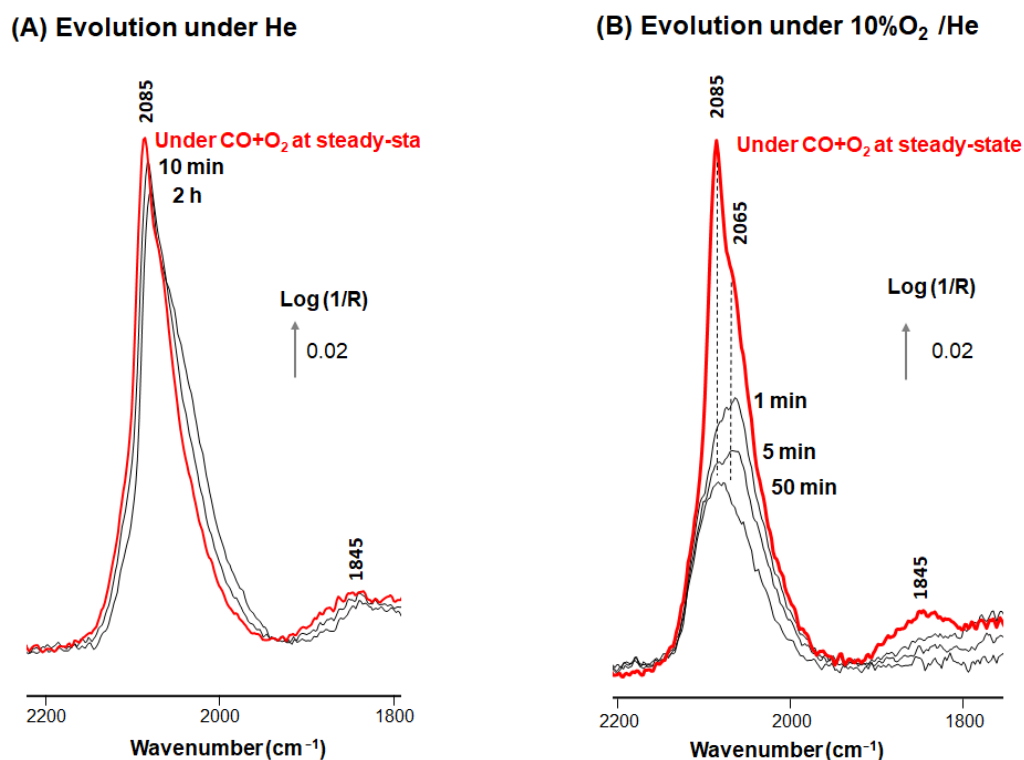 (A) Evolution under He
2085
Under CO+O₂ at steady-sta
10 min
2 h
Log (1/R)
0.02
1845
2200
2000
1800
Wavenumber (cm⁻¹)
(B) Evolution under 10%O₂ /He
2085
Under CO+O₂ at steady-state
2065
Log (1/R)
0.02
1 min
5 min
50 min
1845
2200
2000
1800
Wavenumber (cm⁻¹)